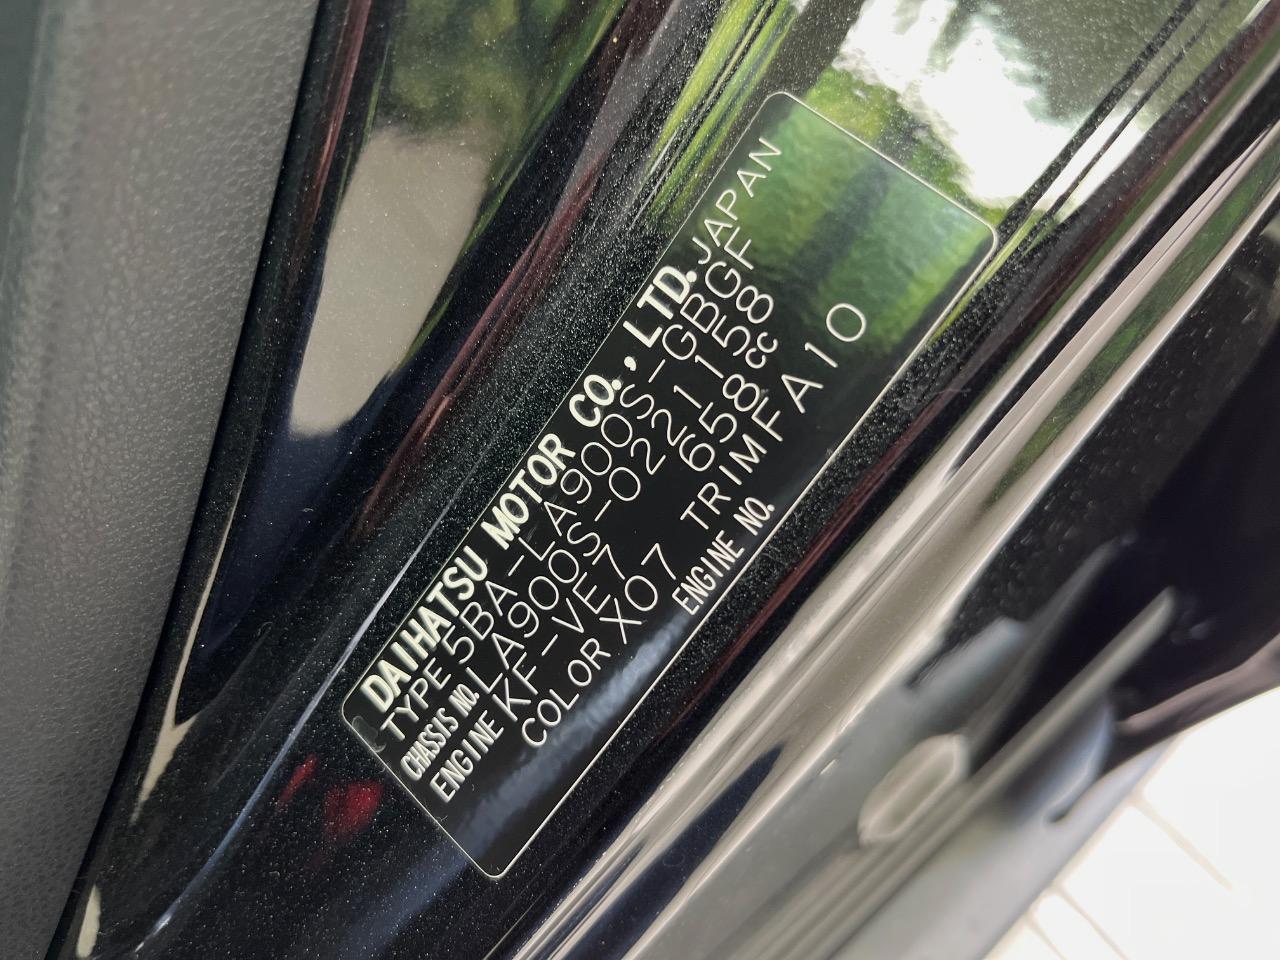 DAIHATSU MOTOR CO., LTD. JAPAN
TYPE 5BA-LA900S-GBGF
CHASSIS NO. LA900S-0221158
ENGINE KF-VE7 658cc
COLOR X07 TRIM FA10
ENGINE NO.